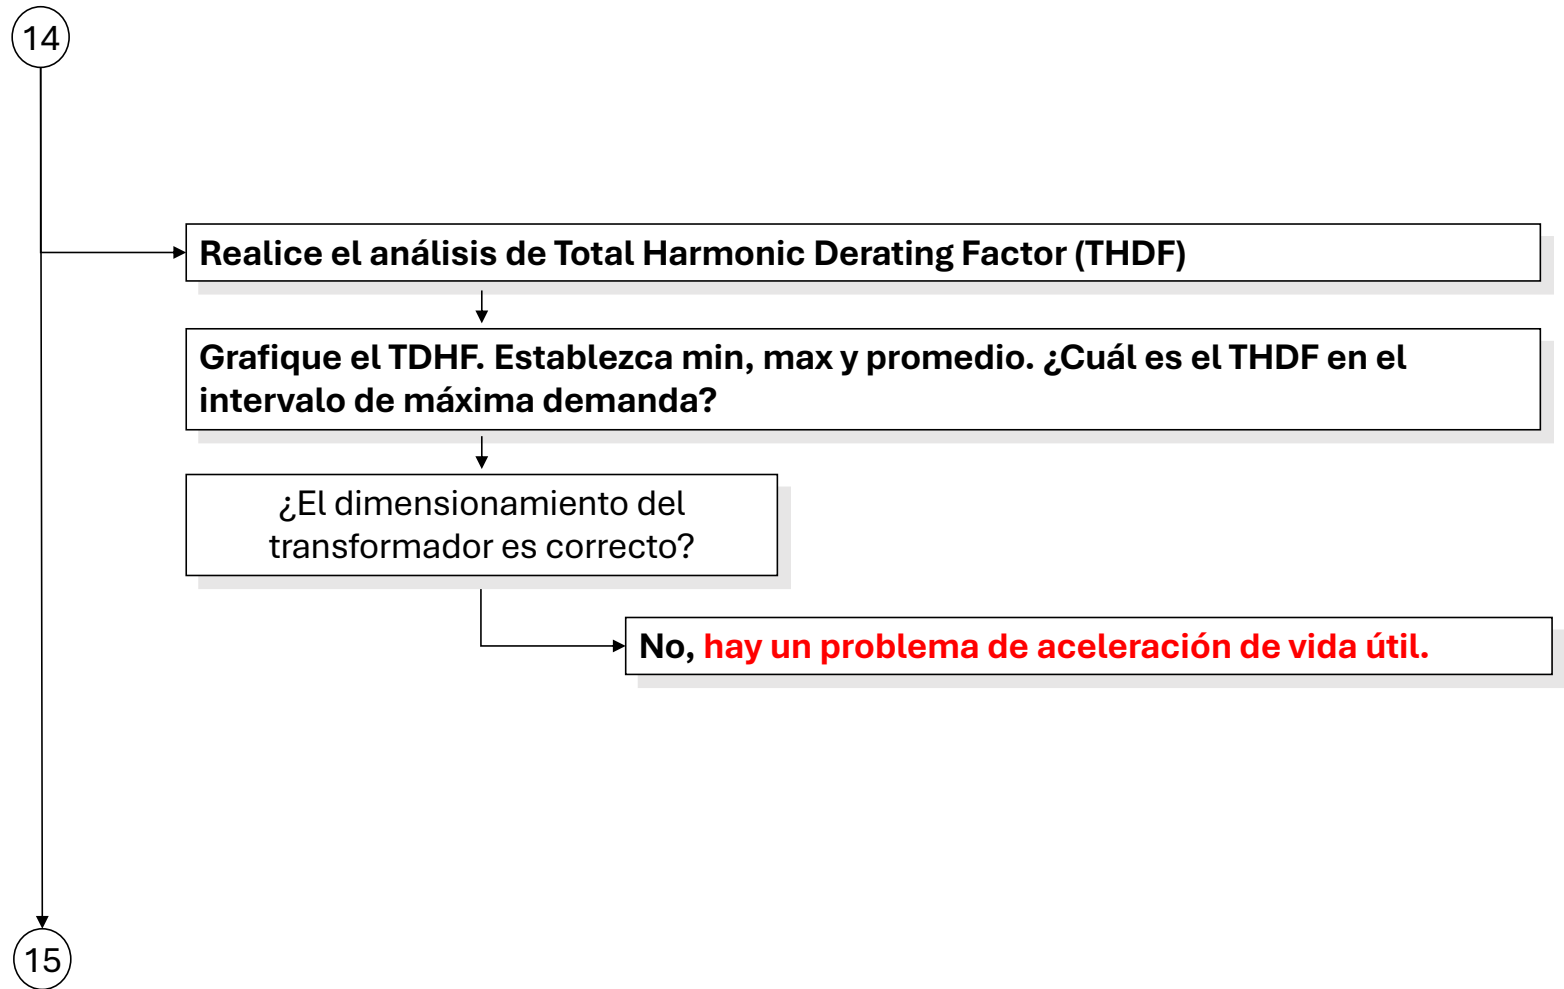 14
Realice el análisis de Total Harmonic Derating Factor (THDF)
Grafique el TDHF. Establezca min, max y promedio. ¿Cuál es el THDF en el
intervalo de máxima demanda?
¿El dimensionamiento del
transformador es correcto?
No, hay un problema de aceleración de vida útil.
15